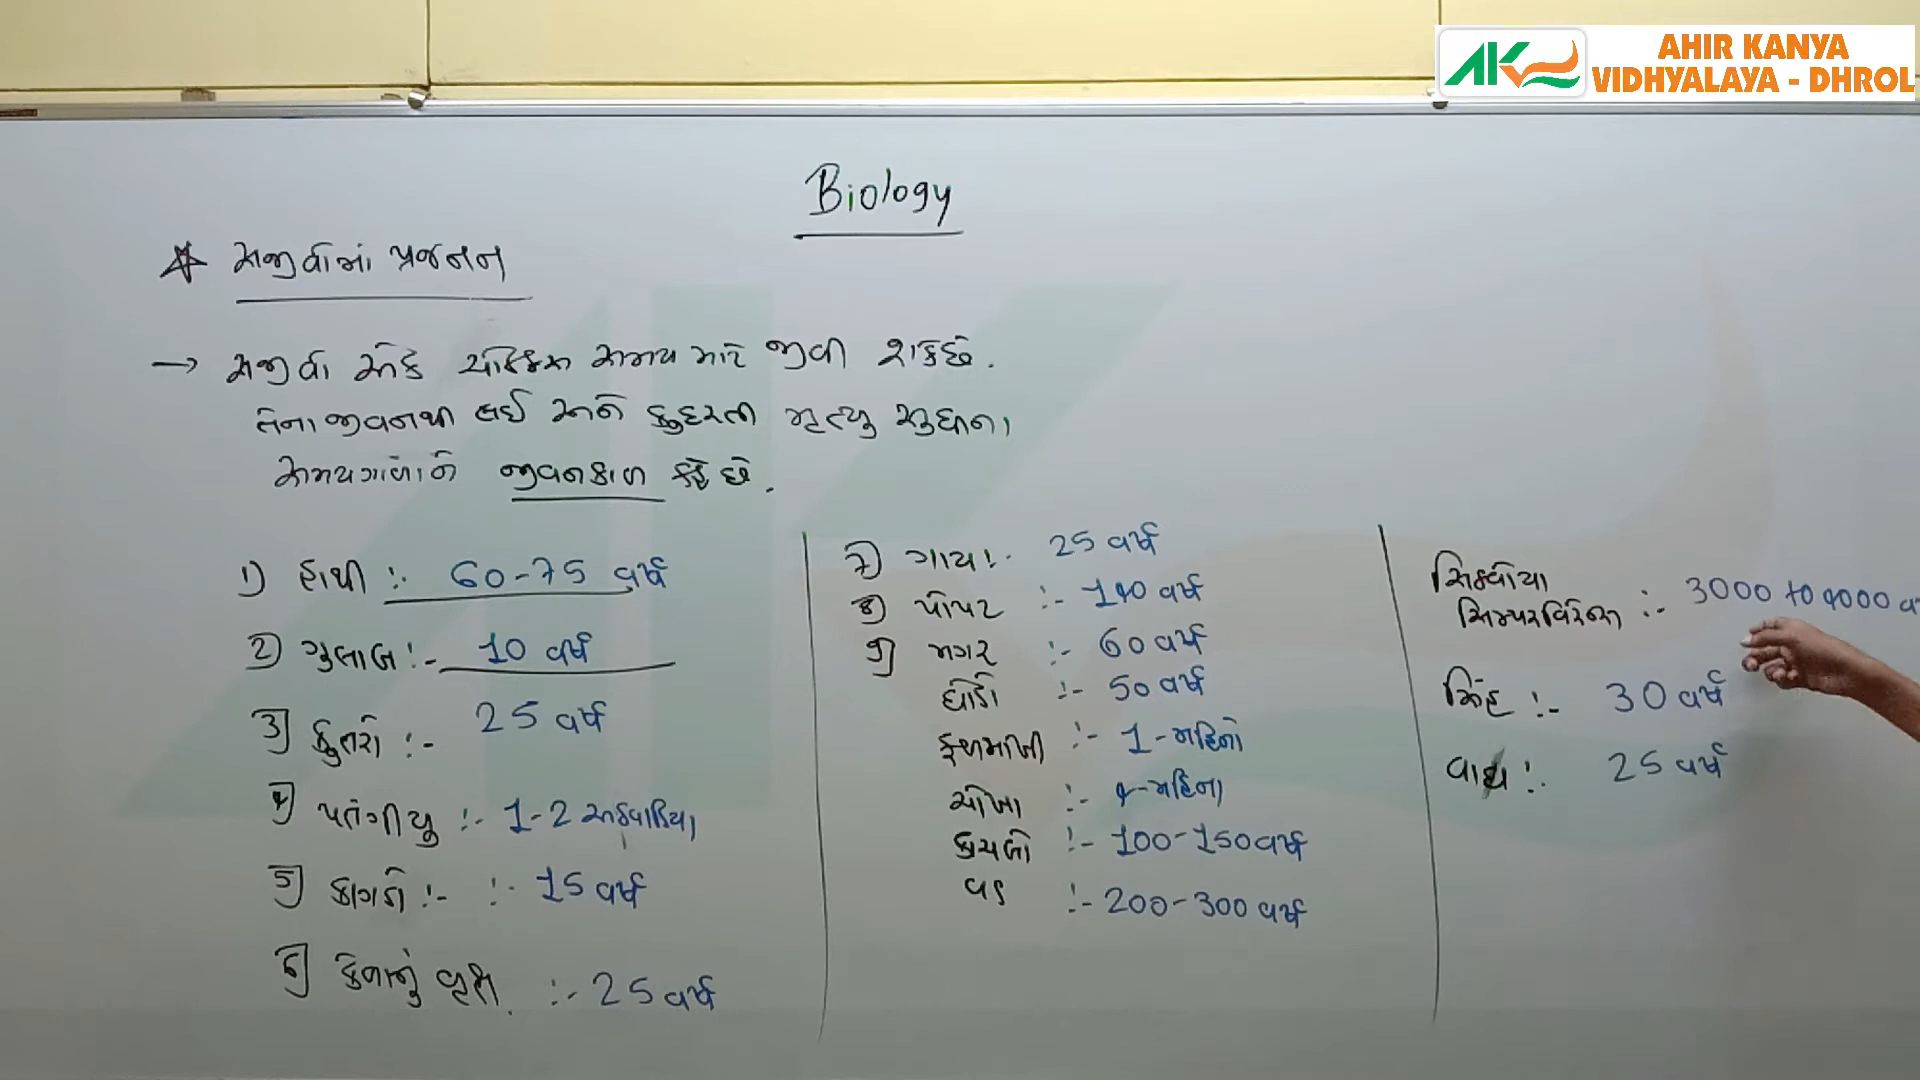 AHIR KANYA
VIDHYALAYA - DHROL
Biology
સજીવોમાં પ્રજનન
→ સજીવો એક ચોક્કસ સમય માટે જીવી શકે છે.
તેના જીવનથી લઈ અને કુદરતી મૃત્યુ સુધીના
સમયગાળાને જીવનકાળ કહે છે.
1) હાથી :- 60-75 વર્ષ
2) ગુલાબ :- 10 વર્ષ
3) કુતરો :- 25 વર્ષ
4) પતંગીયુ :- 1-2 અઠવાડિયા
5) કાગડો :- :- 15 વર્ષ
6) કેળાનું વૃક્ષ. :- 25 વર્ષ
7) ગાય :- 25 વર્ષ
8) પોપટ :- 140 વર્ષ
9) મગર :- 60 વર્ષ
ઘોડો :- 50 વર્ષ
ફળમાખી :- 1-મહિનો
ચોખા :- 4-મહિના
કાચબો :- 100-150 વર્ષ
વડ :- 200-300 વર્ષ
સિક્વોયા
સિમ્પરવિરેન્સ :- 3000 to 4000
સિંહ :- 30 વર્ષ
વાઘ :- 25 વર્ષ